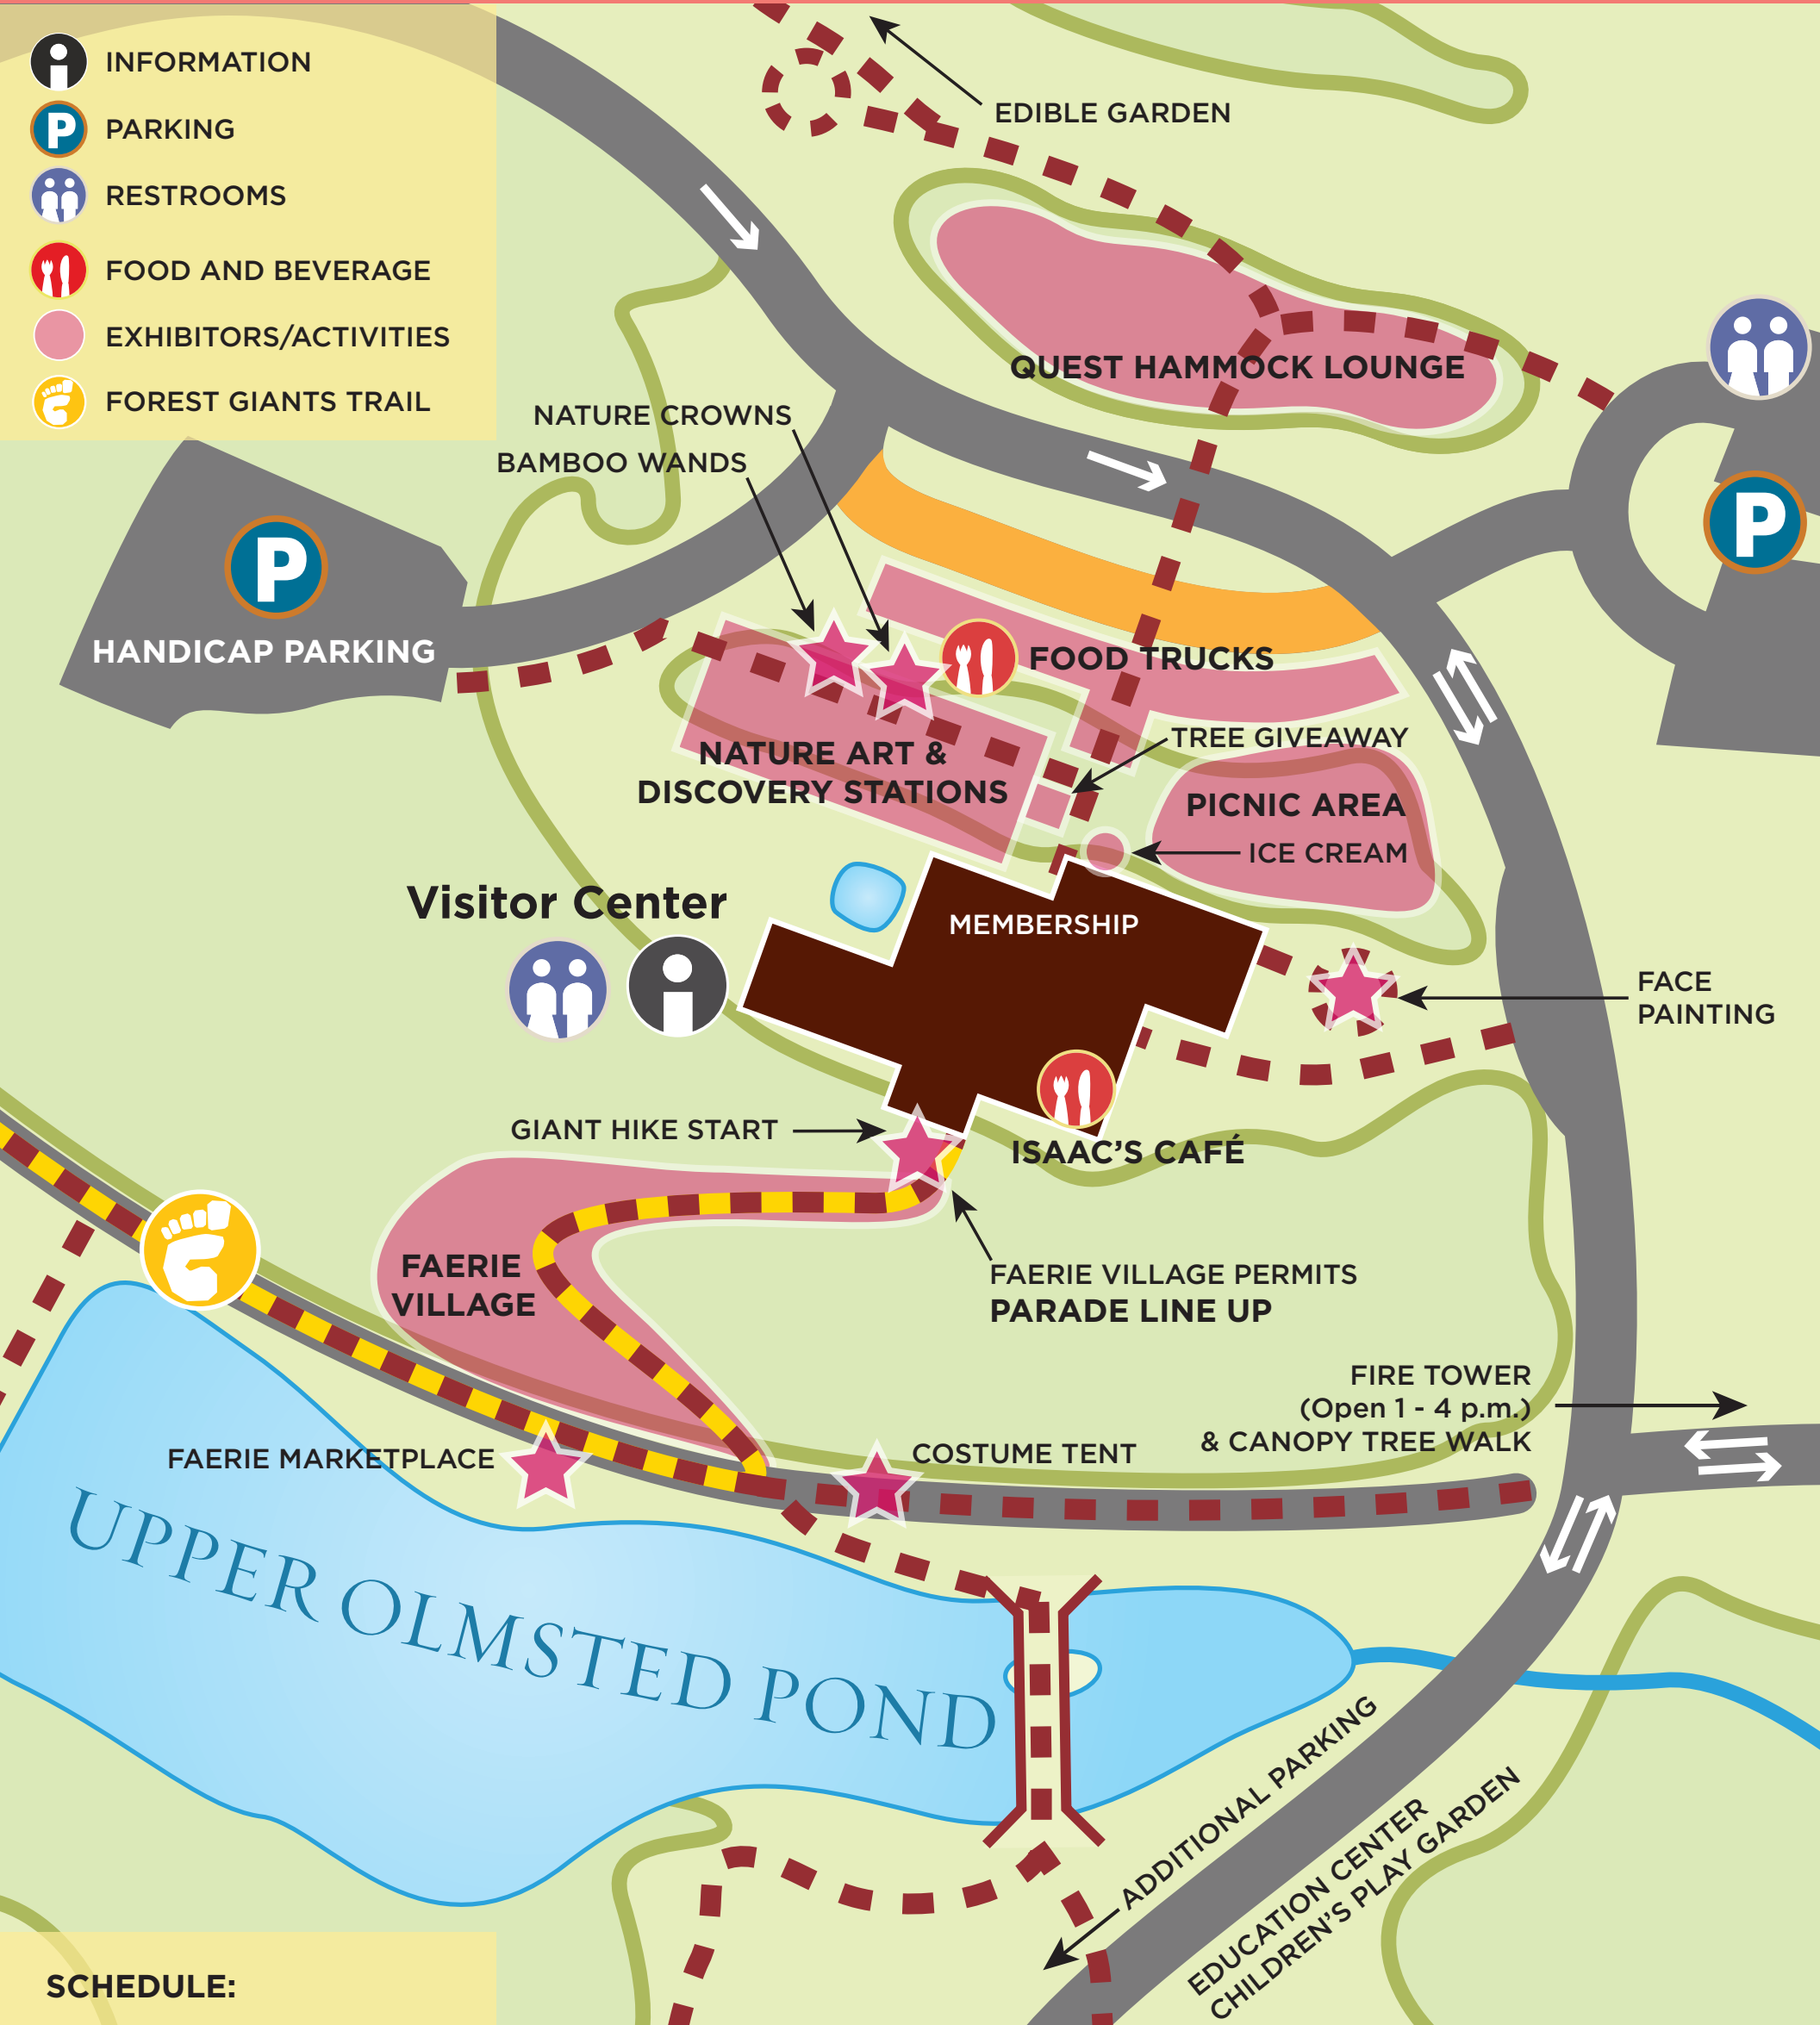 INFORMATION
P
PARKING
RESTROOMS
FOOD AND BEVERAGE
EXHIBITORS/ACTIVITIES
FOREST GIANTS TRAIL
EDIBLE GARDEN
QUEST HAMMOCK LOUNGE
NATURE CROWNS
BAMBOO WANDS
P
HANDICAP PARKING
P
FOOD TRUCKS
NATURE ART &
DISCOVERY STATIONS
TREE GIVEAWAY
PICNIC AREA
ICE CREAM
Visitor Center
MEMBERSHIP
FACE
PAINTING
GIANT HIKE START
ISAAC'S CAFÉ
FAERIE
VILLAGE
FAERIE VILLAGE PERMITS
PARADE LINE UP
FIRE TOWER
(Open 1 - 4 p.m.)
& CANOPY TREE WALK
FAERIE MARKETPLACE
COSTUME TENT
UPPER OLMSTED POND
ADDITIONAL PARKING
EDUCATION CENTER
CHILDREN'S PLAY GARDEN
SCHEDULE: